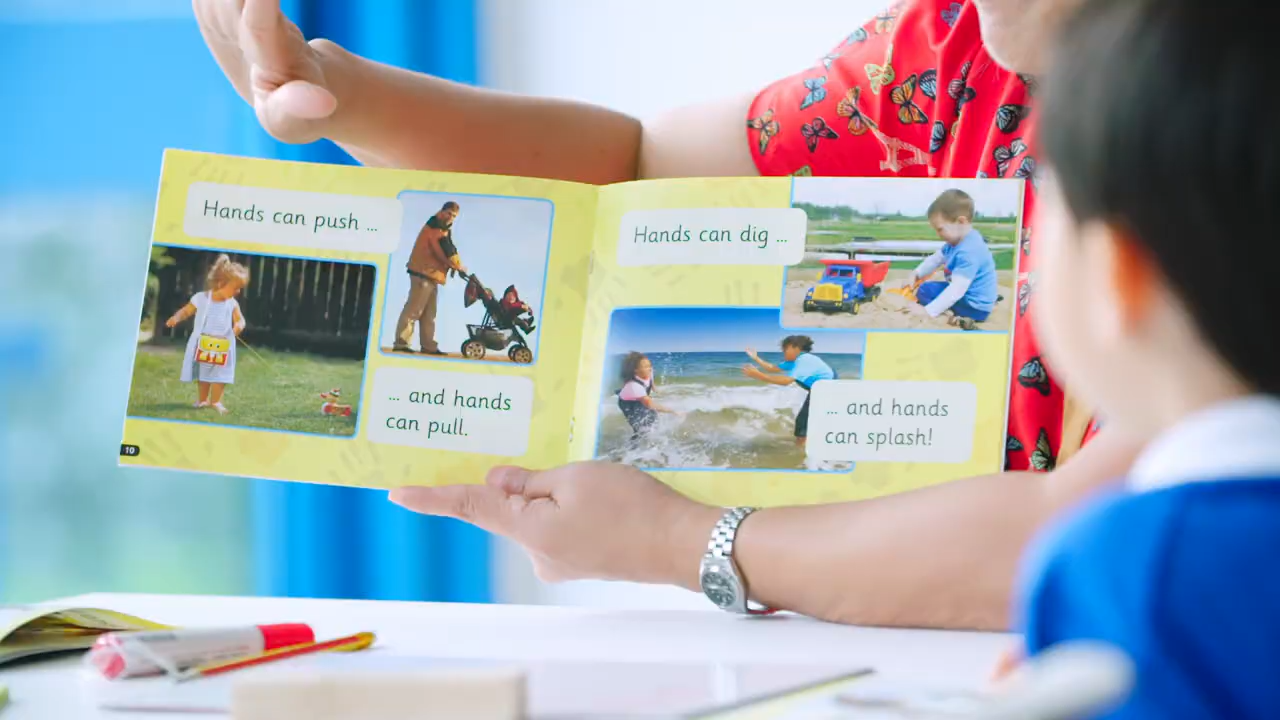 Hands can push ...
... and hands
can pull.
10
Hands can dig ...
... and hands
can splash!